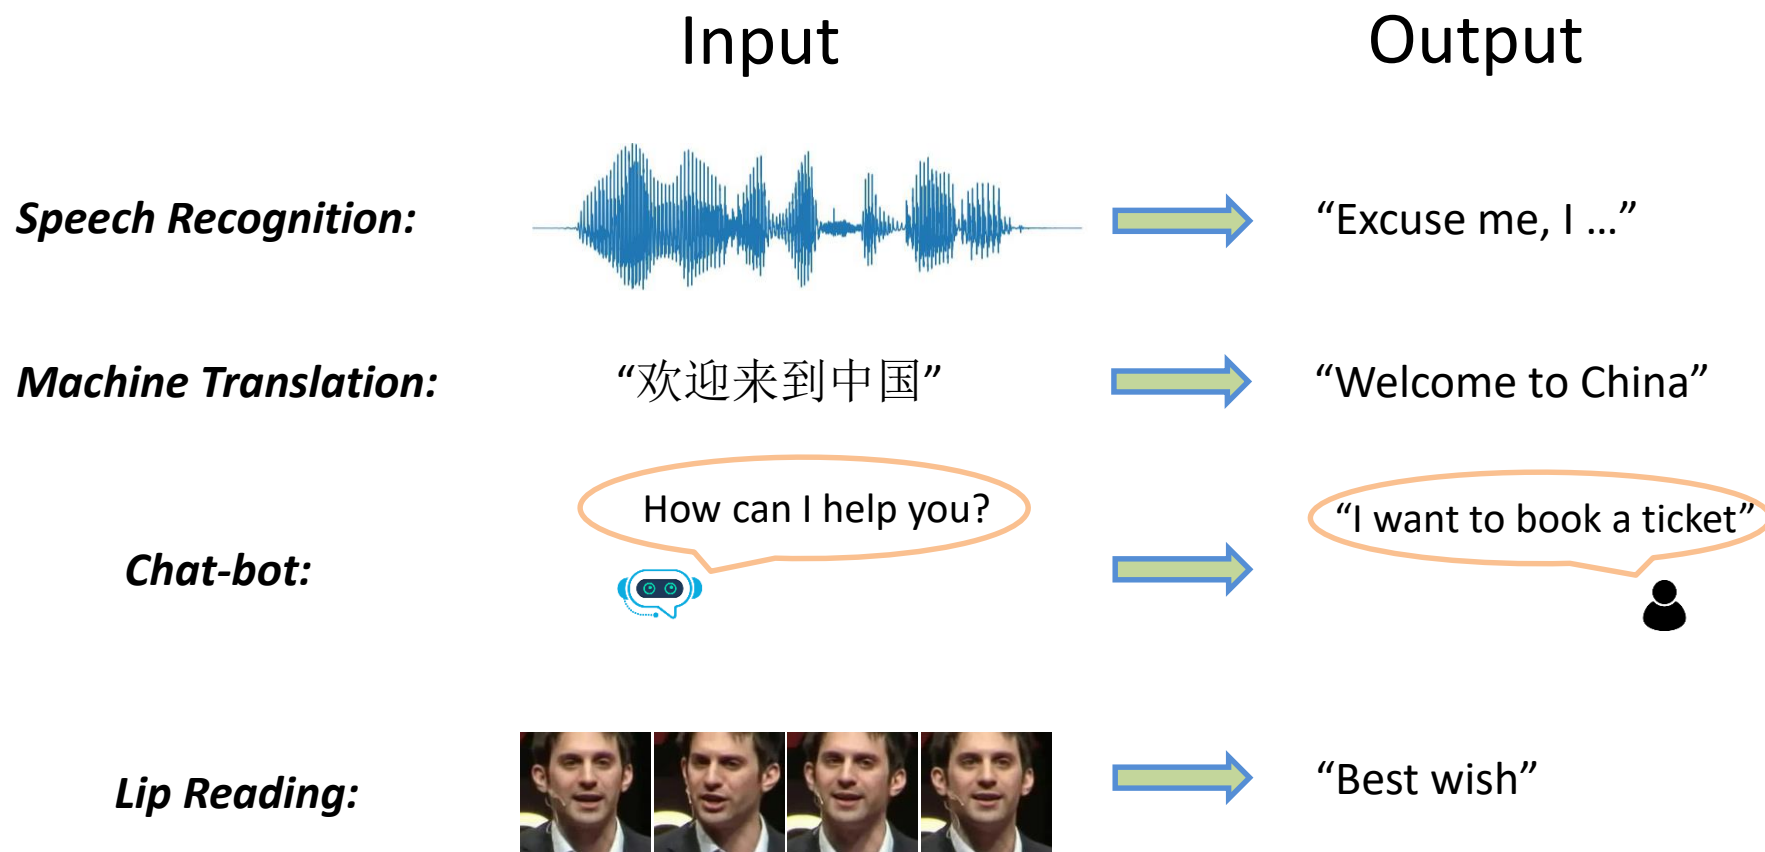 Input
Output
Speech Recognition:
“Excuse me, I ...”
Machine Translation:
“欢迎来到中国”
“Welcome to China”
How can I help you?
“I want to book a ticket”
Chat-bot:
Lip Reading:
“Best wish”